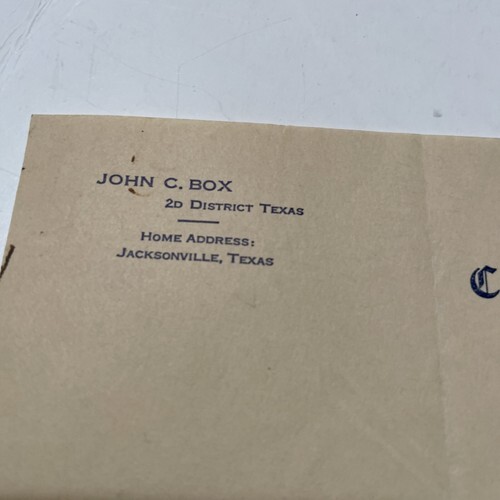 JOHN C. BOX
2D DISTRICT TEXAS
HOME ADDRESS:
JACKSONVILLE, TEXAS
C